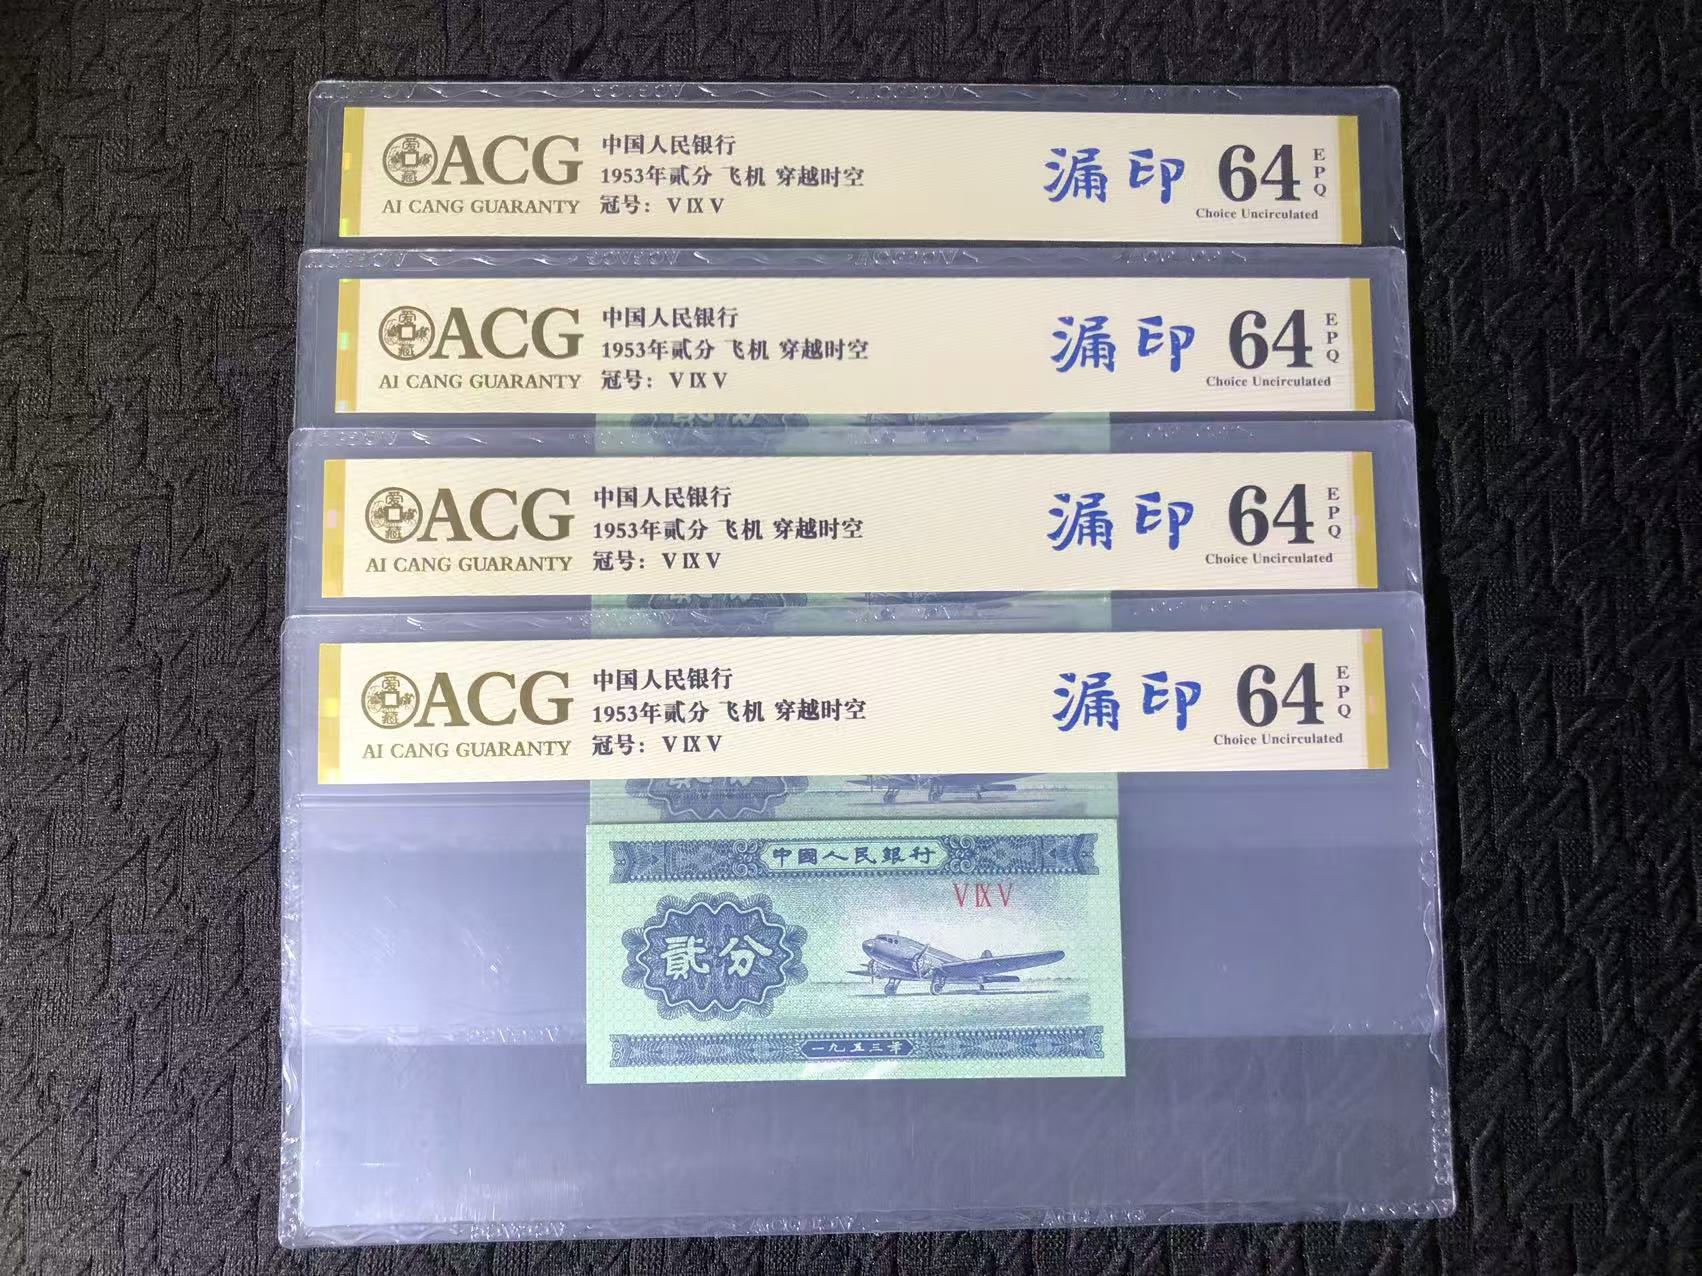 ACG 中国人民银行 漏印 64 EPQ
1953年贰分 飞机 穿越时空
AI CANG GUARANTY 冠号：V IX V Choice Uncirculated
ACG 中国人民银行 漏印 64 EPQ
1953年贰分 飞机 穿越时空
AI CANG GUARANTY 冠号：V IX V Choice Uncirculated
ACG 中国人民银行 漏印 64 EPQ
1953年贰分 飞机 穿越时空
AI CANG GUARANTY 冠号：V IX V Choice Uncirculated
ACG 中国人民银行 漏印 64 EPQ
1953年贰分 飞机 穿越时空
AI CANG GUARANTY 冠号：V IX V Choice Uncirculated
中國人民銀行
V IX V
貳分
一九五三年